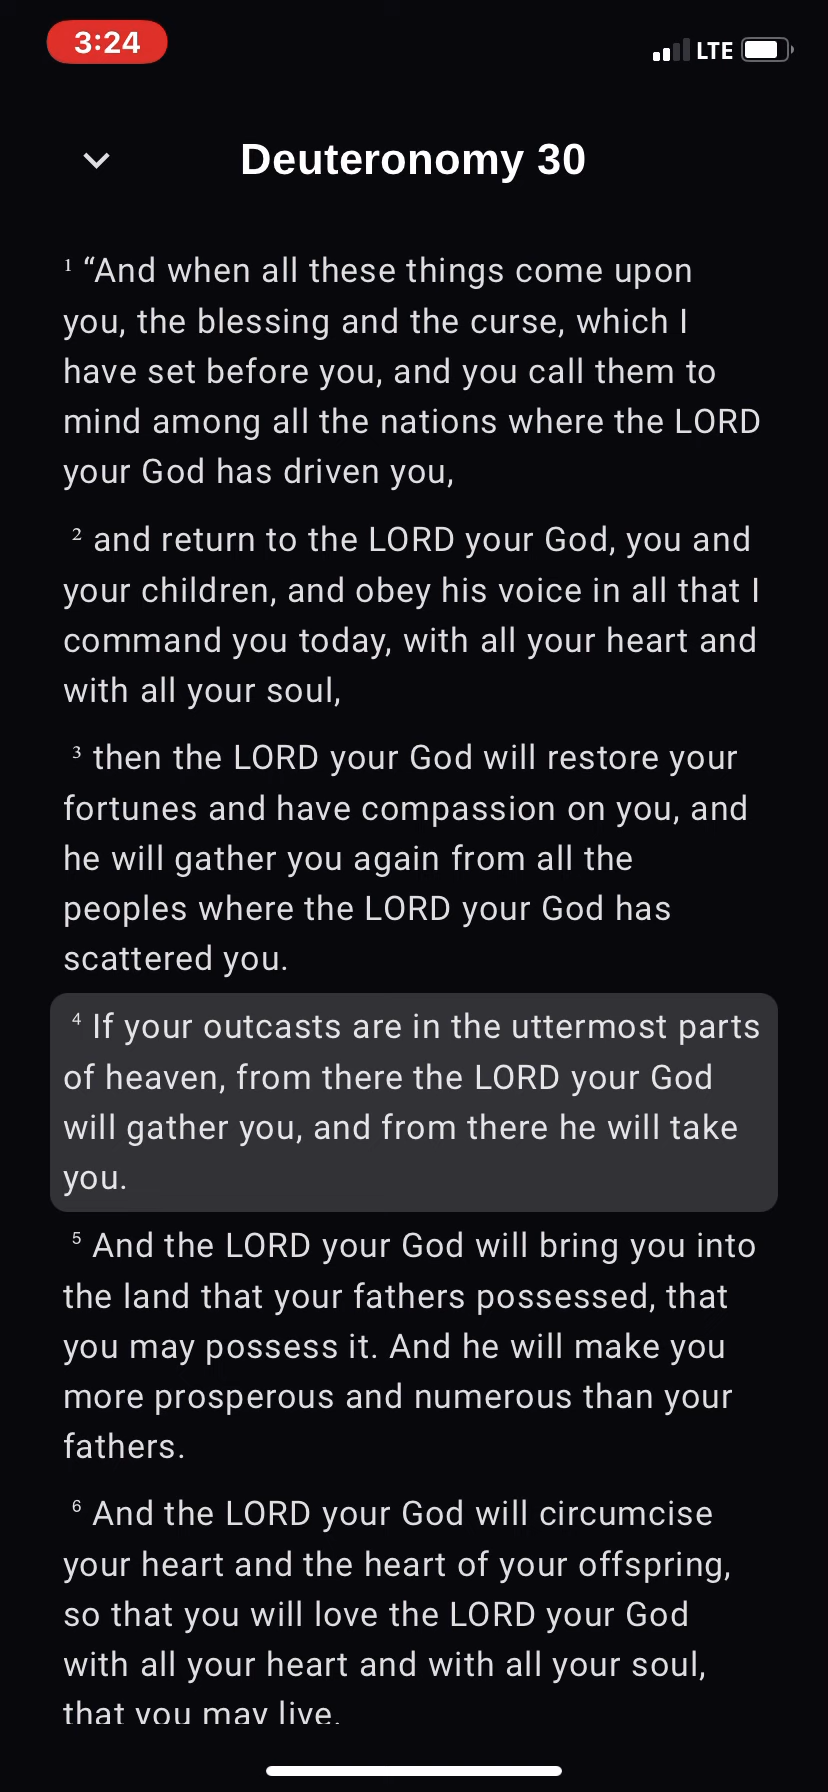 3:24
LTE
Deuteronomy 30
1 “And when all these things come upon
you, the blessing and the curse, which I
have set before you, and you call them to
mind among all the nations where the LORD
your God has driven you,
2 and return to the LORD your God, you and
your children, and obey his voice in all that I
command you today, with all your heart and
with all your soul,
3 then the LORD your God will restore your
fortunes and have compassion on you, and
he will gather you again from all the
peoples where the LORD your God has
scattered you.
4 If your outcasts are in the uttermost parts
of heaven, from there the LORD your God
will gather you, and from there he will take
you.
5 And the LORD your God will bring you into
the land that your fathers possessed, that
you may possess it. And he will make you
more prosperous and numerous than your
fathers.
6 And the LORD your God will circumcise
your heart and the heart of your offspring,
so that you will love the LORD your God
with all your heart and with all your soul,
that you may live.